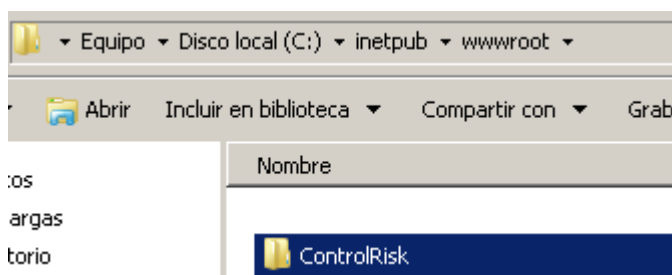 Equipo Disco local (C:) inetpub wwwroot
Abrir Incluir en biblioteca Compartir con Grab
Nombre
tos
argas
torio
ControlRisk